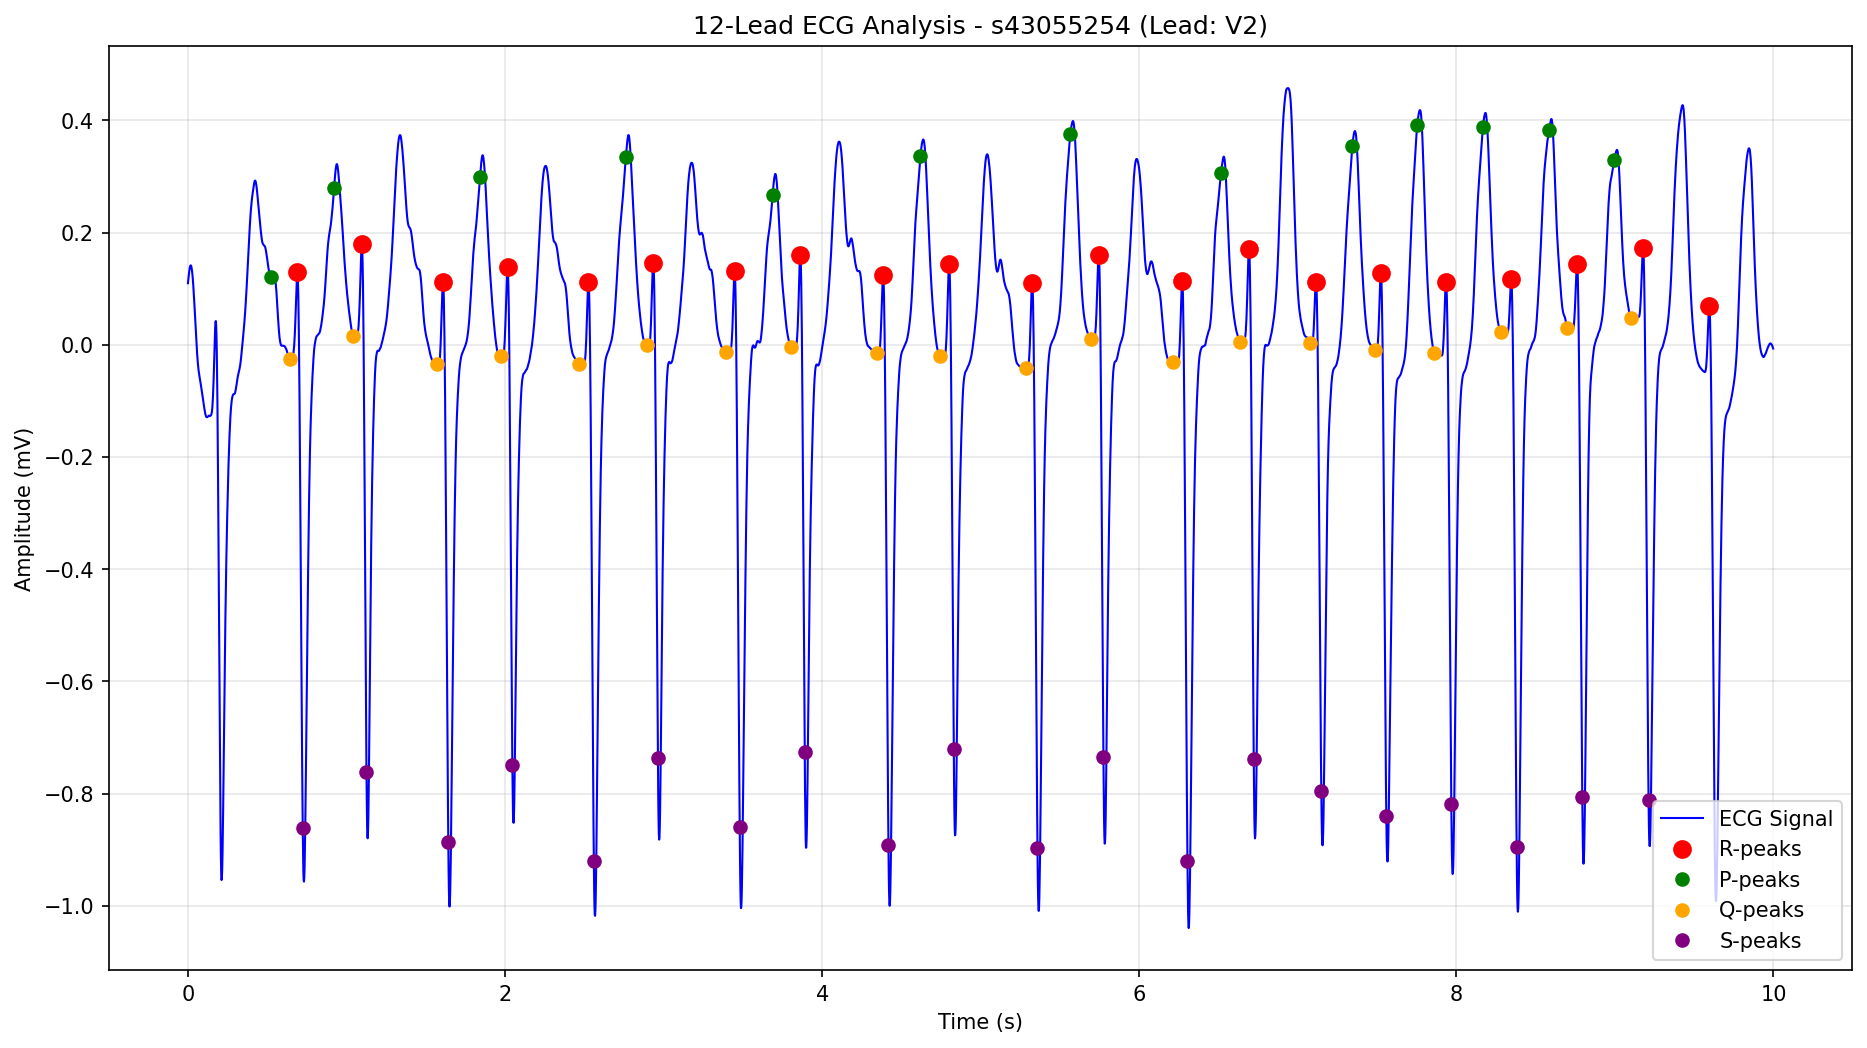 12-Lead ECG Analysis - s43055254 (Lead: V2)
Amplitude (mV)
0.4
0.2
0.0
−0.2
−0.4
−0.6
−0.8
−1.0
ECG Signal
R-peaks
P-peaks
Q-peaks
S-peaks
0 2 4 6 8 10
Time (s)